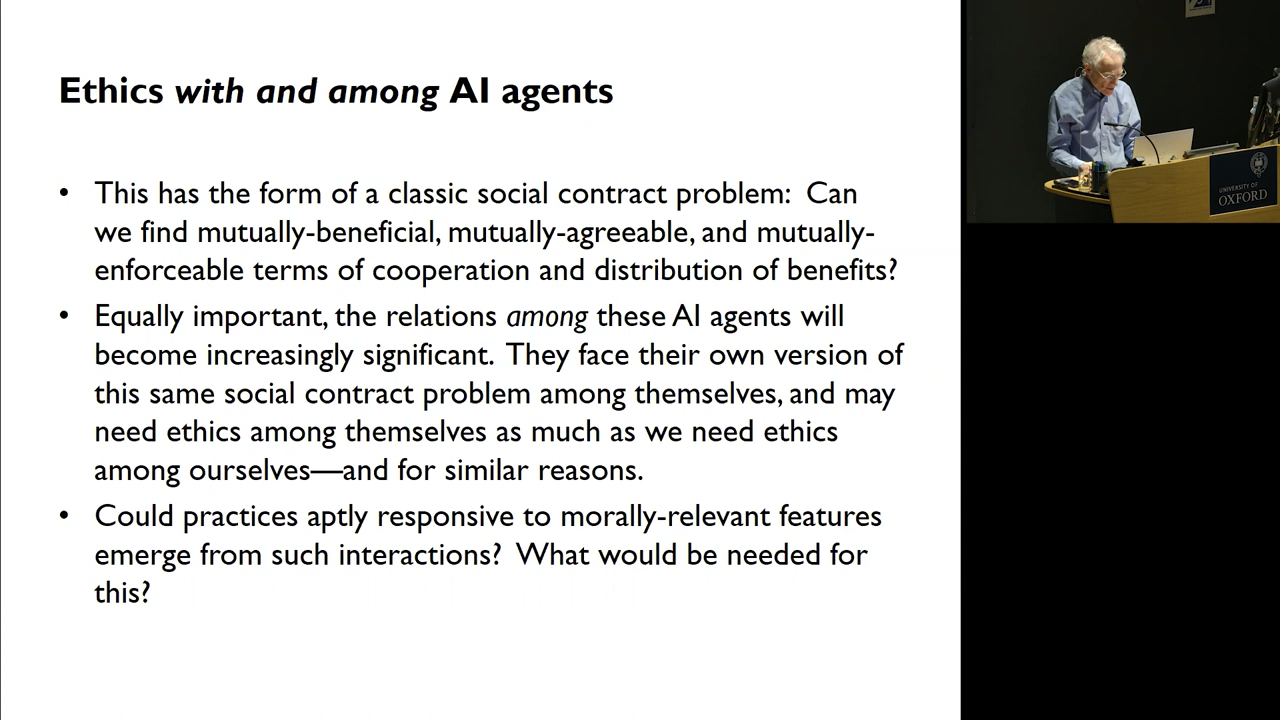 Ethics with and among AI agents
• This has the form of a classic social contract problem: Can
we find mutually-beneficial, mutually-agreeable, and mutually-
enforceable terms of cooperation and distribution of benefits?
• Equally important, the relations among these AI agents will
become increasingly significant. They face their own version of
this same social contract problem among themselves, and may
need ethics among themselves as much as we need ethics
among ourselves—and for similar reasons.
• Could practices aptly responsive to morally-relevant features
emerge from such interactions? What would be needed for
this?
UNIVERSITY OF
OXFORD